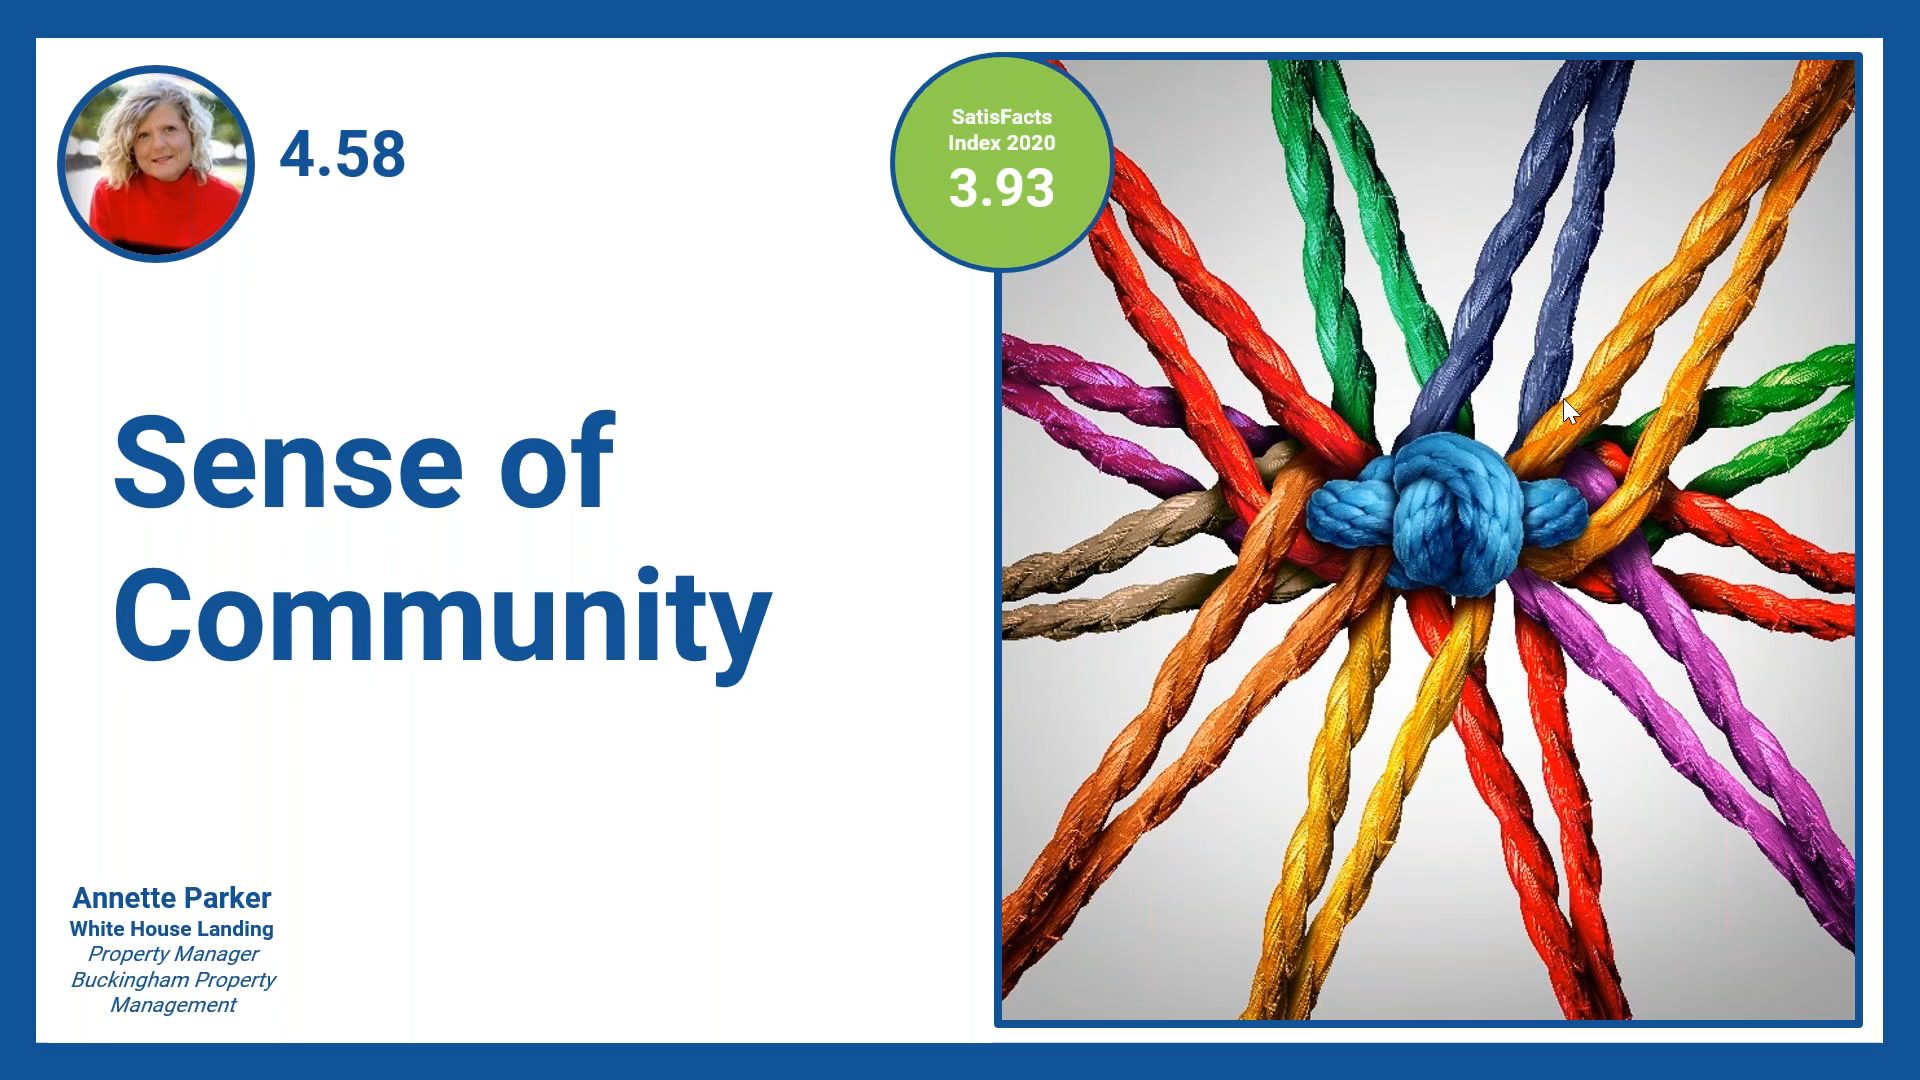 4.58
SatisFacts
Index 2020
3.93
Sense of
Community
Annette Parker
White House Landing
Property Manager
Buckingham Property
Management